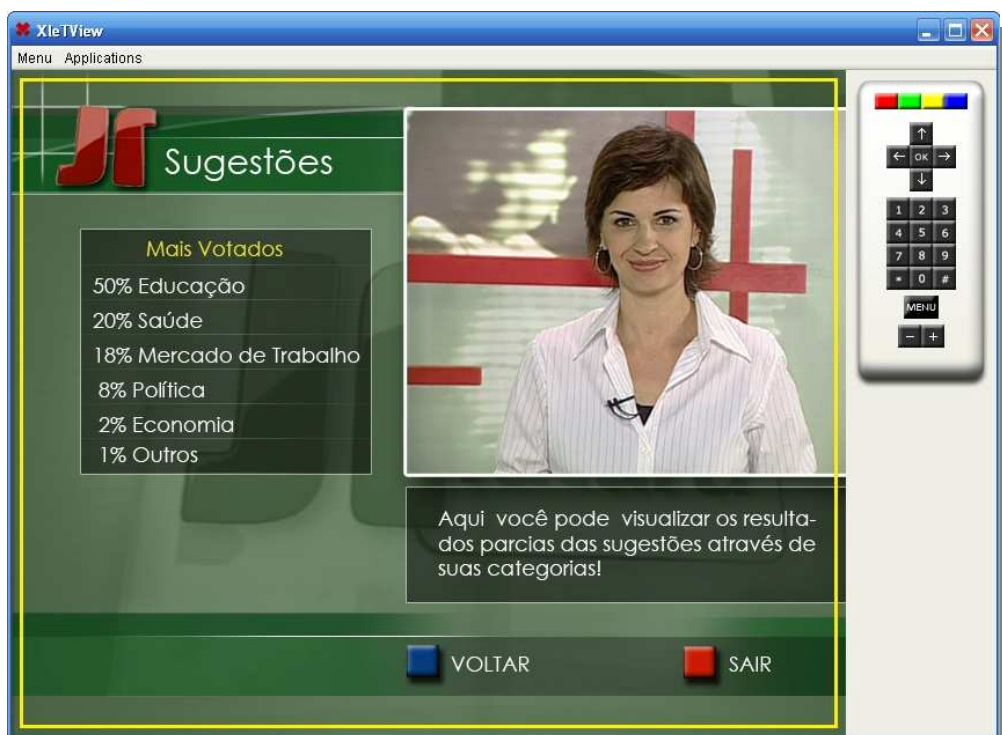 XleTView
Menu Applications
Sugestões
Mais Votados
50% Educação
20% Saúde
18% Mercado de Trabalho
8% Política
2% Economia
1% Outros
Aqui você pode visualizar os resulta-
dos parcias das sugestões através de
suas categorias!
VOLTAR SAIR
OK
1 2 3
4 5 6
7 8 9
* 0 #
MENU
- +